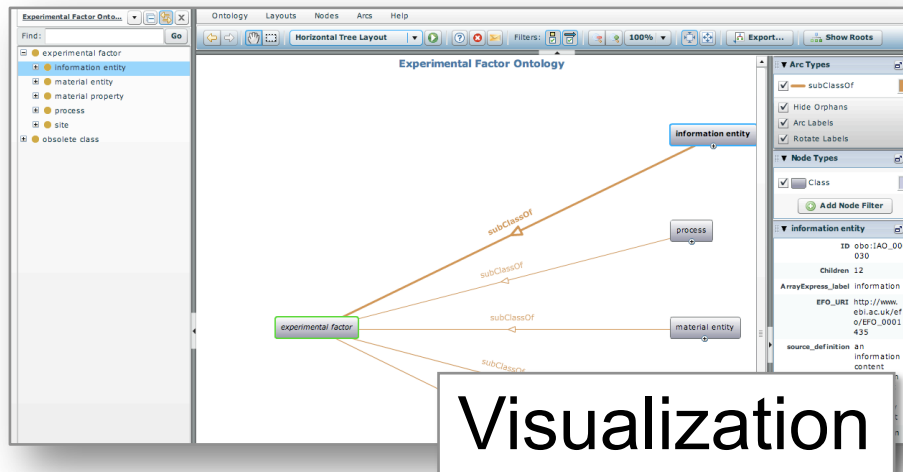 Experimental Factor Onto...
Find:
Go
experimental factor
information entity
material entity
material property
process
site
obsolete class
Ontology Layouts Nodes Arcs Help
Horizontal Tree Layout
Filters:
100%
Export...
Show Roots
Experimental Factor Ontology
information entity
subClassOf
process
subClassOf
experimental factor
subClassOf
material entity
subClassOf
Arc Types
subClassOf
Hide Orphans
Arc Labels
Rotate Labels
Node Types
Class
Add Node Filter
information entity
ID obo:IAO_00
030
Children 12
ArrayExpress_label information
EFO_URI http://www.
ebi.ac.uk/ef
o/EFO_0001
435
source_definition an
information
content
Visualization